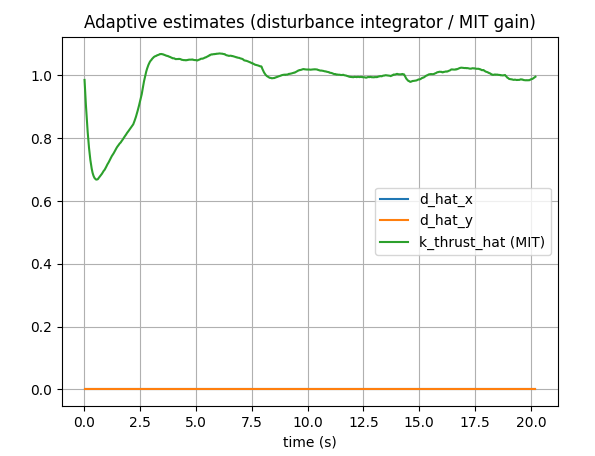 Adaptive estimates (disturbance integrator / MIT gain)
1.0
0.8
0.6
0.4
0.2
0.0
d_hat_x
d_hat_y
k_thrust_hat (MIT)
0.0 2.5 5.0 7.5 10.0 12.5 15.0 17.5 20.0
time (s)